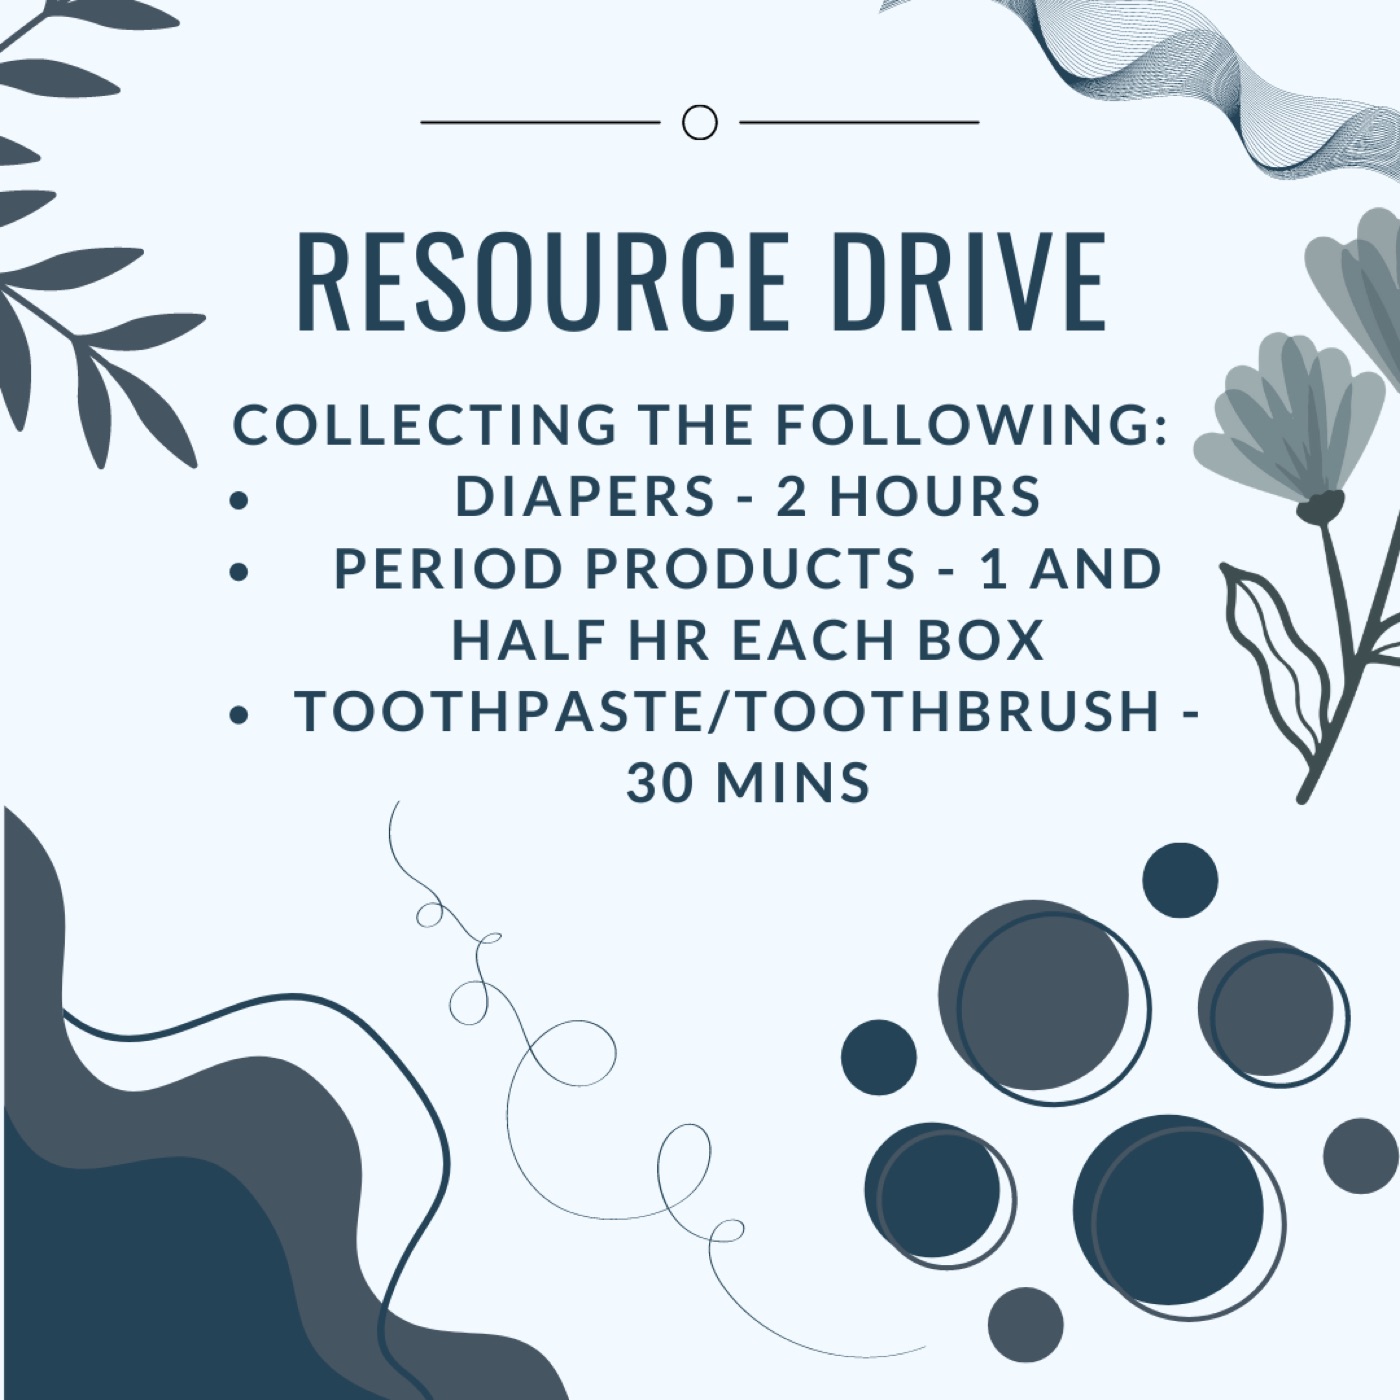 RESOURCE DRIVE
COLLECTING THE FOLLOWING:
• DIAPERS - 2 HOURS
• PERIOD PRODUCTS - 1 AND
HALF HR EACH BOX
• TOOTHPASTE/TOOTHBRUSH -
30 MINS